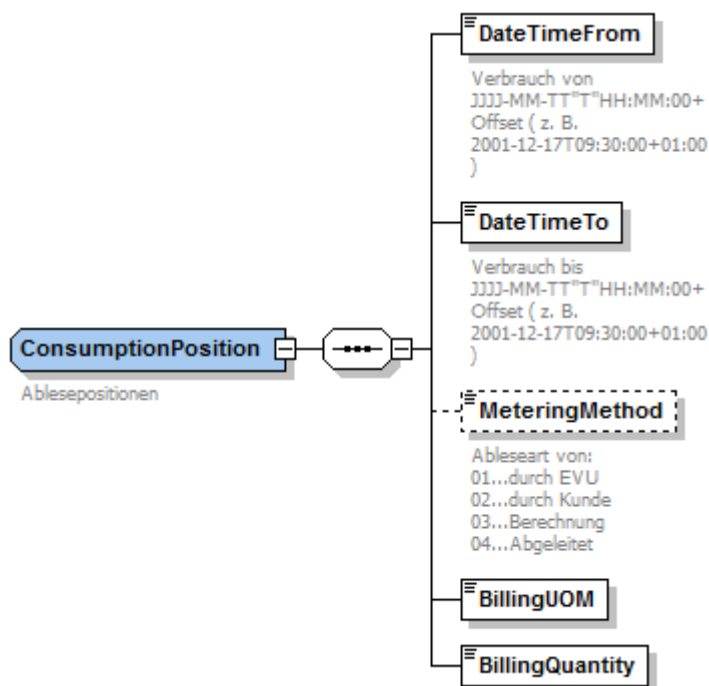 DateTimeFrom
Verbrauch von
JJJJ-MM-TT"T"HH:MM:00+
Offset ( z. B.
2001-12-17T09:30:00+01:00
)
DateTimeTo
Verbrauch bis
JJJJ-MM-TT"T"HH:MM:00+
Offset ( z. B.
2001-12-17T09:30:00+01:00
)
ConsumptionPosition
Ablesepositionen
MeteringMethod
Ableseart von:
01...durch EVU
02...durch Kunde
03...Berechnung
04...Abgeleitet
BillingUOM
BillingQuantity